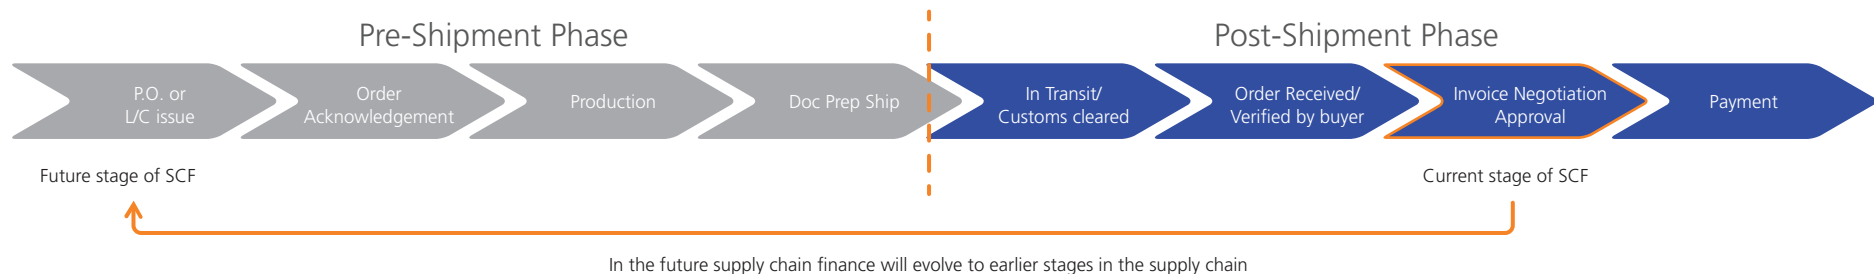 Pre-Shipment Phase
Post-Shipment Phase
P.O. or
L/C issue
Order
Acknowledgement
Production
Doc Prep Ship
In Transit/
Customs cleared
Order Received/
Verified by buyer
Invoice Negotiation
Approval
Payment
Future stage of SCF
Current stage of SCF
In the future supply chain finance will evolve to earlier stages in the supply chain